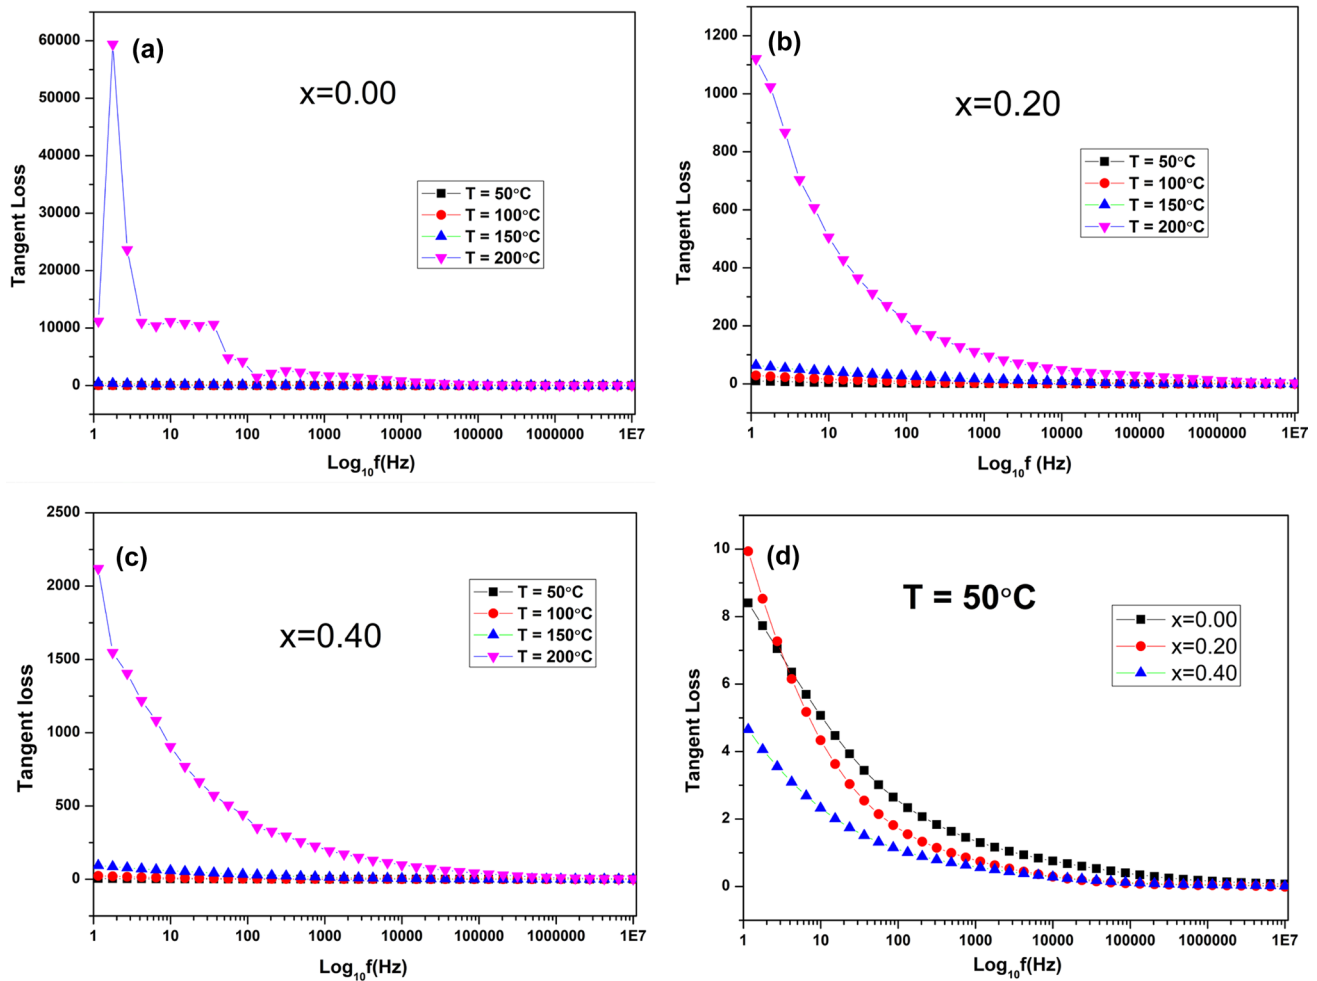 (a)
x=0.00
Tangent Loss
60000
50000
40000
30000
20000
10000
0
T = 50°C
T = 100°C
T = 150°C
T = 200°C
1 10 100 1000 10000 100000 1000000 1E7
Log10f(Hz)
(b)
x=0.20
Tangent Loss
1200
1000
800
600
400
200
0
T = 50°C
T = 100°C
T = 150°C
T = 200°C
1 10 100 1000 10000 100000 1000000 1E7
Log10f (Hz)
(c)
x=0.40
Tangent loss
2500
2000
1500
1000
500
0
T = 50°C
T = 100°C
T = 150°C
T = 200°C
1 10 100 1000 10000 100000 1000000 1E7
Log10f(Hz)
(d)
T = 50°C
Tangent Loss
10
8
6
4
2
0
x=0.00
x=0.20
x=0.40
1 10 100 1000 10000 100000 1000000 1E7
Log10f(Hz)